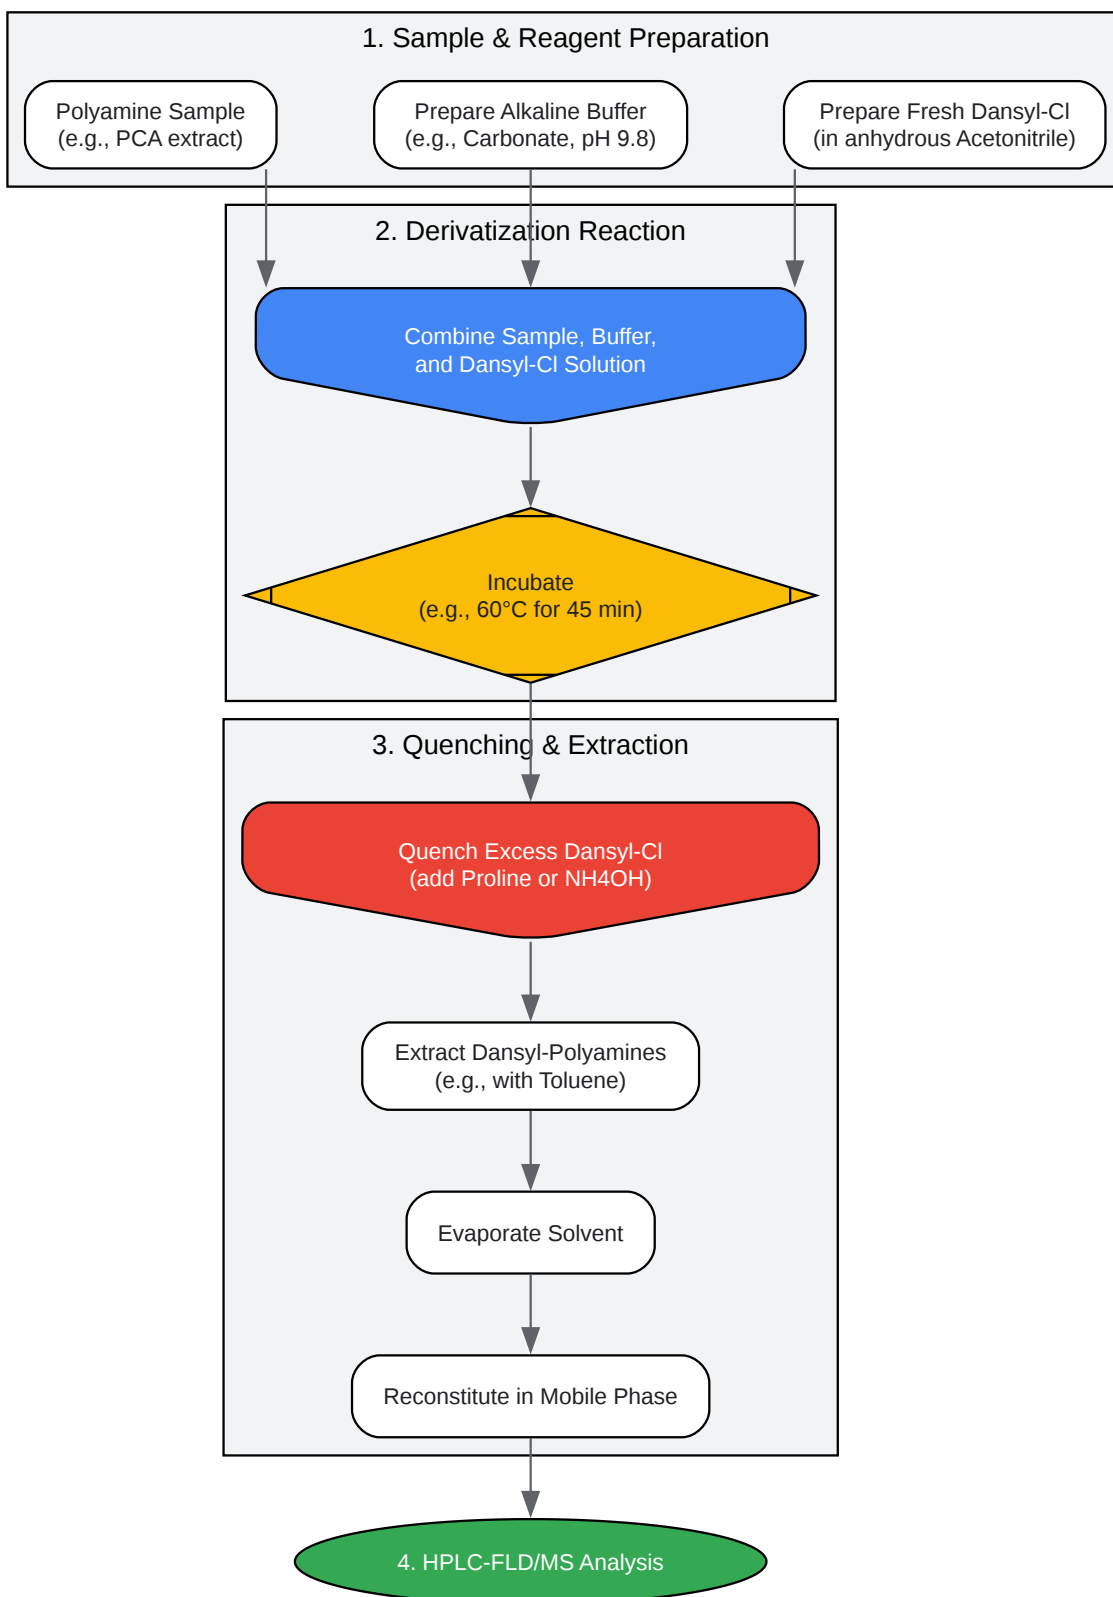 1. Sample & Reagent Preparation
Polyamine Sample
(e.g., PCA extract)
Prepare Alkaline Buffer
(e.g., Carbonate, pH 9.8)
Prepare Fresh Dansyl-Cl
(in anhydrous Acetonitrile)
2. Derivatization Reaction
Combine Sample, Buffer,
and Dansyl-Cl Solution
Incubate
(e.g., 60°C for 45 min)
3. Quenching & Extraction
Quench Excess Dansyl-Cl
(add Proline or NH4OH)
Extract Dansyl-Polyamines
(e.g., with Toluene)
Evaporate Solvent
Reconstitute in Mobile Phase
4. HPLC-FLD/MS Analysis